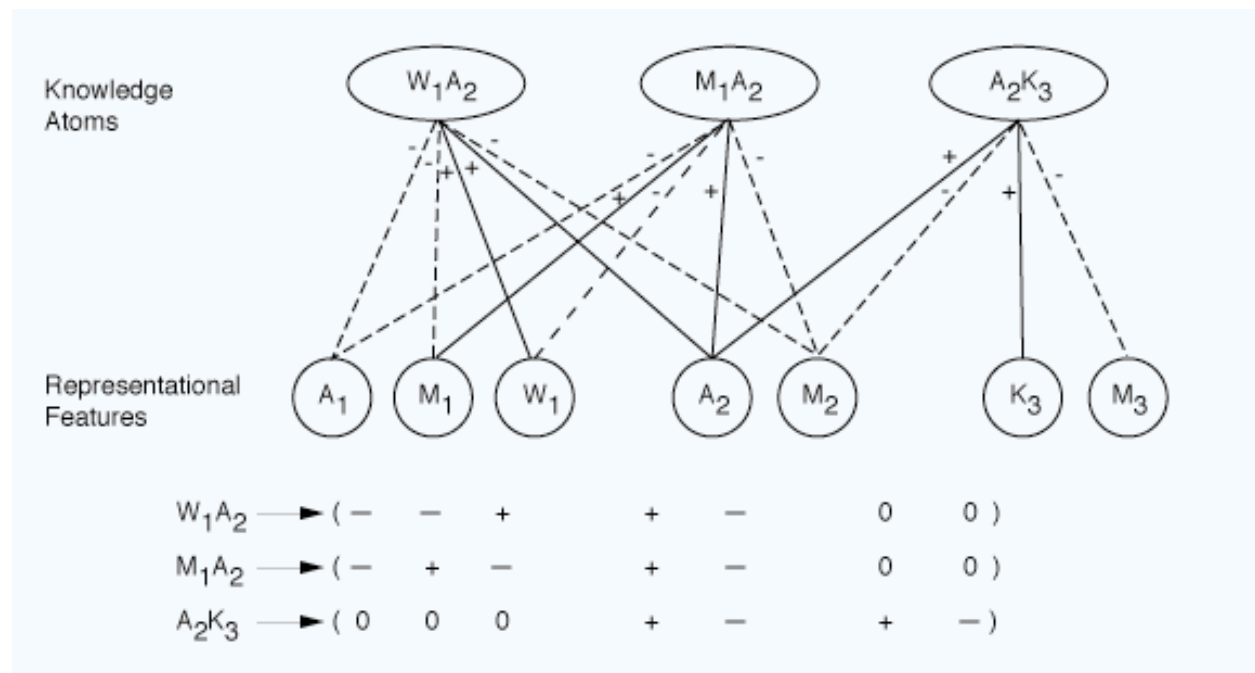 Knowledge Atoms
W₁A₂ M₁A₂ A₂K₃
- - + + - - + - + - + - + -
Representational Features
A₁ M₁ W₁ A₂ M₂ K₃ M₃
W₁A₂ → ( — — + + — 0 0 )
M₁A₂ → ( — + — + — 0 0 )
A₂K₃ → ( 0 0 0 + — + — )